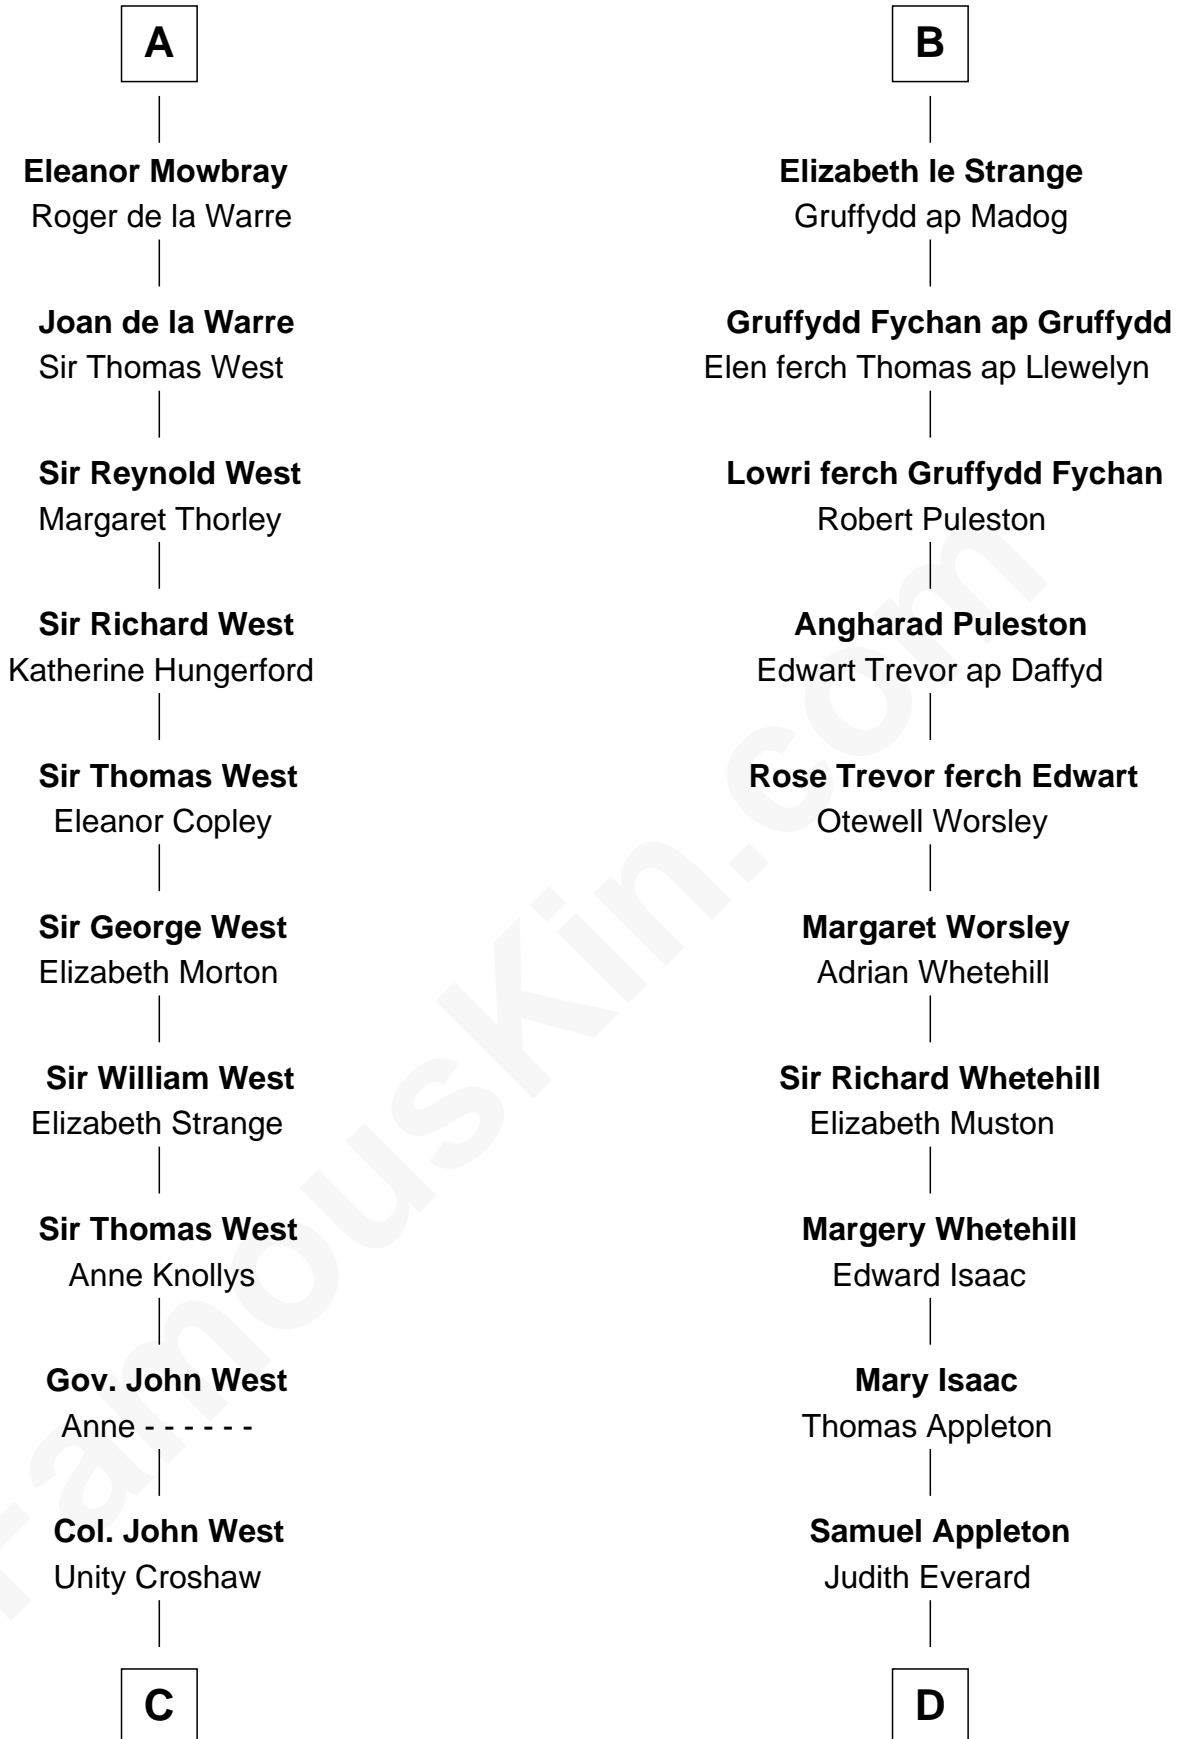 A
Eleanor Mowbray
Roger de la Warre
Joan de la Warre
Sir Thomas West
Sir Reynold West
Margaret Thorley
Sir Richard West
Katherine Hungerford
Sir Thomas West
Eleanor Copley
Sir George West
Elizabeth Morton
Sir William West
Elizabeth Strange
Sir Thomas West
Anne Knollys
Gov. John West
Anne - - - - - -
Col. John West
Unity Croshaw
C
B
Elizabeth le Strange
Gruffydd ap Madog
Gruffydd Fychan ap Gruffydd
Elen ferch Thomas ap Llewelyn
Lowri ferch Gruffydd Fychan
Robert Puleston
Angharad Puleston
Edwart Trevor ap Daffyd
Rose Trevor ferch Edwart
Otewell Worsley
Margaret Worsley
Adrian Whetehill
Sir Richard Whetehill
Elizabeth Muston
Margery Whetehill
Edward Isaac
Mary Isaac
Thomas Appleton
Samuel Appleton
Judith Everard
D
FamousKin.com